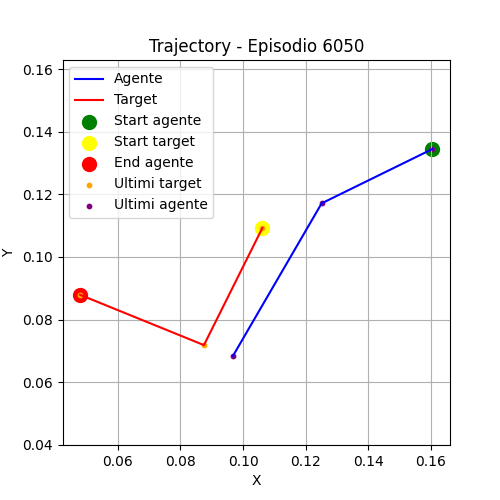 Trajectory - Episodio 6050
0.16
0.14
0.12
0.10
0.08
0.06
0.04
Y
Agente
Target
Start agente
Start target
End agente
Ultimi target
Ultimi agente
0.06 0.08 0.10 0.12 0.14 0.16
X